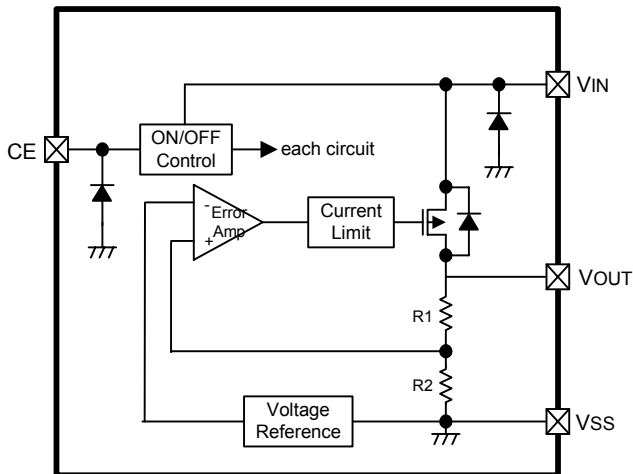 VIN
CE
ON/OFF
Control
each circuit
-
Error
Amp
+
Current
Limit
VOUT
R1
R2
Voltage
Reference
VSS